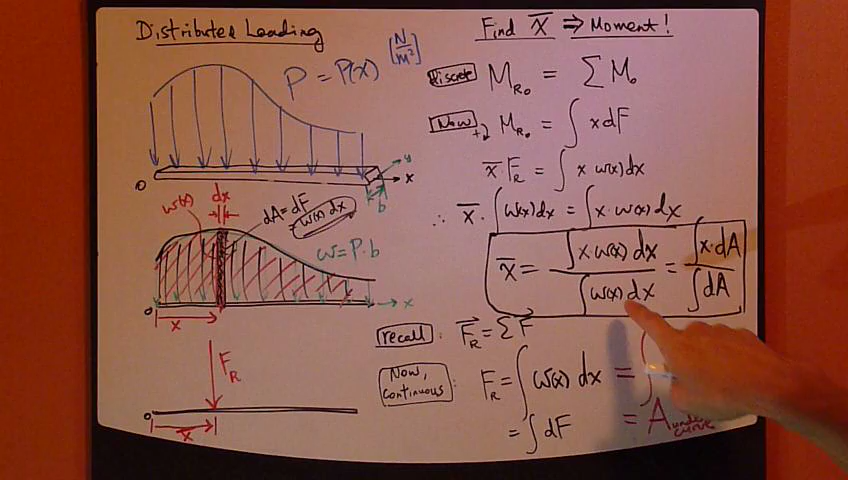 Distributed Loading
P = P(x) [N/m²]
O
y
x
b
w(x)
dx
dA = dF
= w(x) dx
w = P·b
O
x
x
F_R
O
x̄
Find x̄ ⇒ Moment!
discrete M_Ro = Σ M_o
Now + M_Ro = ∫ x dF
x̄ F_R = ∫ x w(x) dx
∴ x̄ · ∫ w(x) dx = ∫ x · w(x) dx
x̄ = ∫ x · w(x) dx / ∫ w(x) dx = ∫ x · dA / ∫ dA
recall : F⃗_R = Σ F⃗
Now, continuous : F_R = ∫ w(x) dx = ∫
= ∫ dF = A under curve